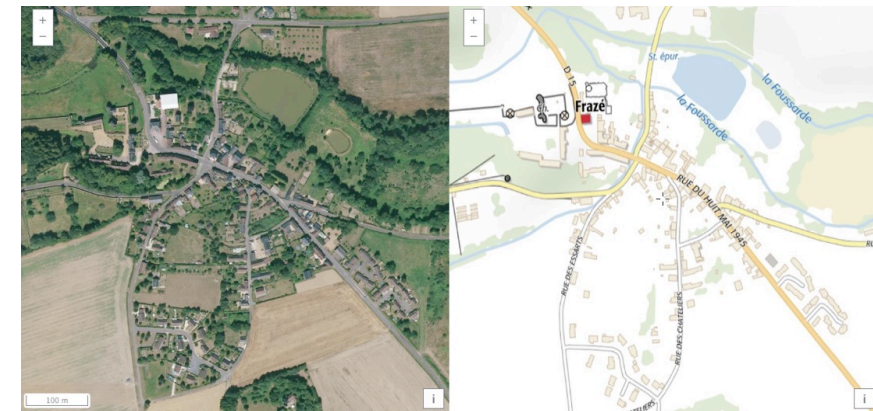 +
−
100 m
i
+
−
D 15
St. épur.
la Foussarde
la Foussarde
Ch.
Frazé
RUE DU HUIT MAI 1945
RUE DES ESSARTS
RUE DES CHATELIERS
i